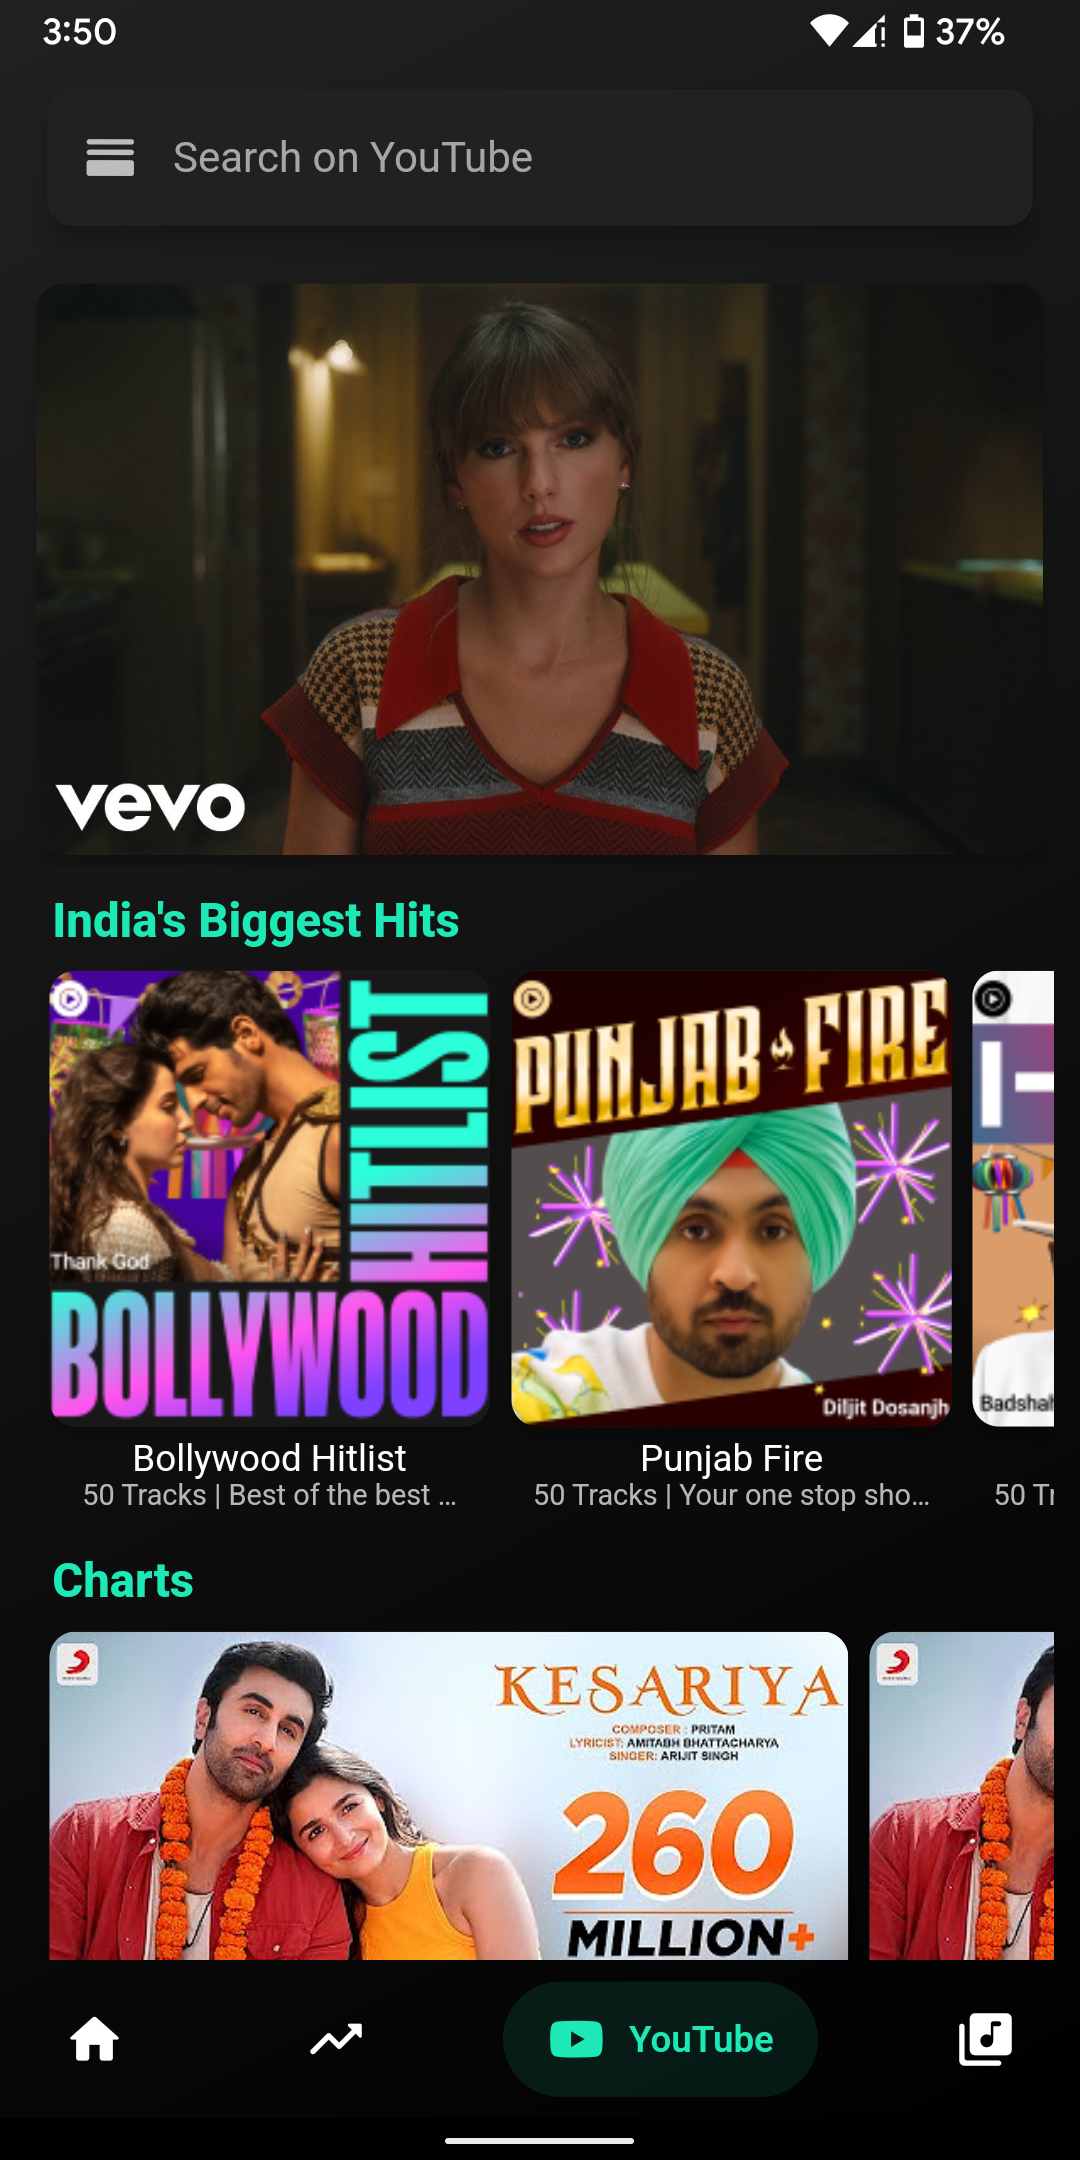 3:50
37%
Search on YouTube
vevo
India's Biggest Hits
Thank God
HITLIST
BOLLYWOOD
PUNJAB FIRE
Diljit Dosanjh
Badshah
Bollywood Hitlist
50 Tracks | Best of the best ...
Punjab Fire
50 Tracks | Your one stop sho...
50 Tr
Charts
KESARIYA
COMPOSER : PRITAM
LYRICIST: AMITABH BHATTACHARYA
SINGER: ARIJIT SINGH
260
MILLION+
YouTube